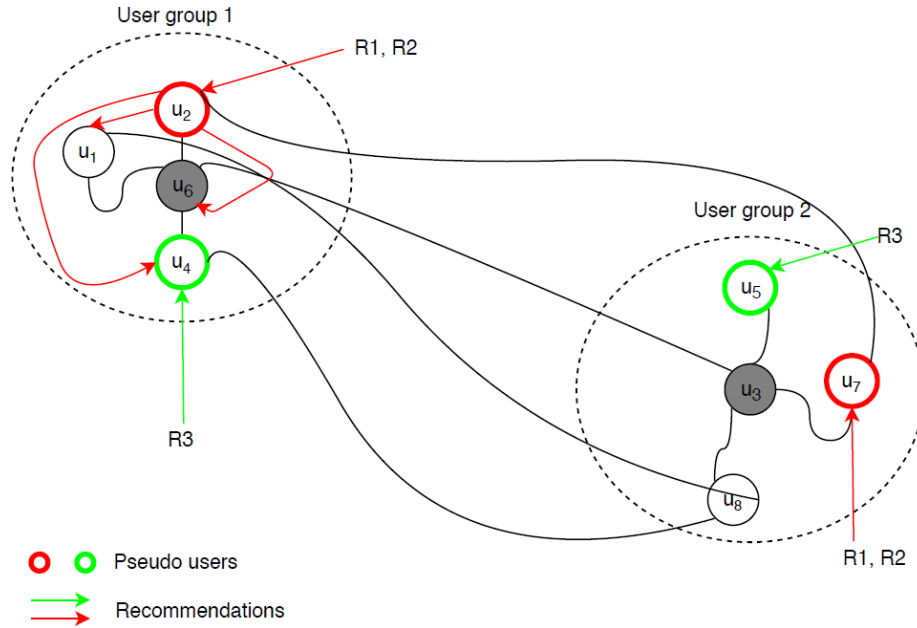 User group 1
R1, R2
u2
u1
u6
u4
User group 2
R3
u5
u3
u7
R3
u8
R1, R2
Pseudo users
Recommendations